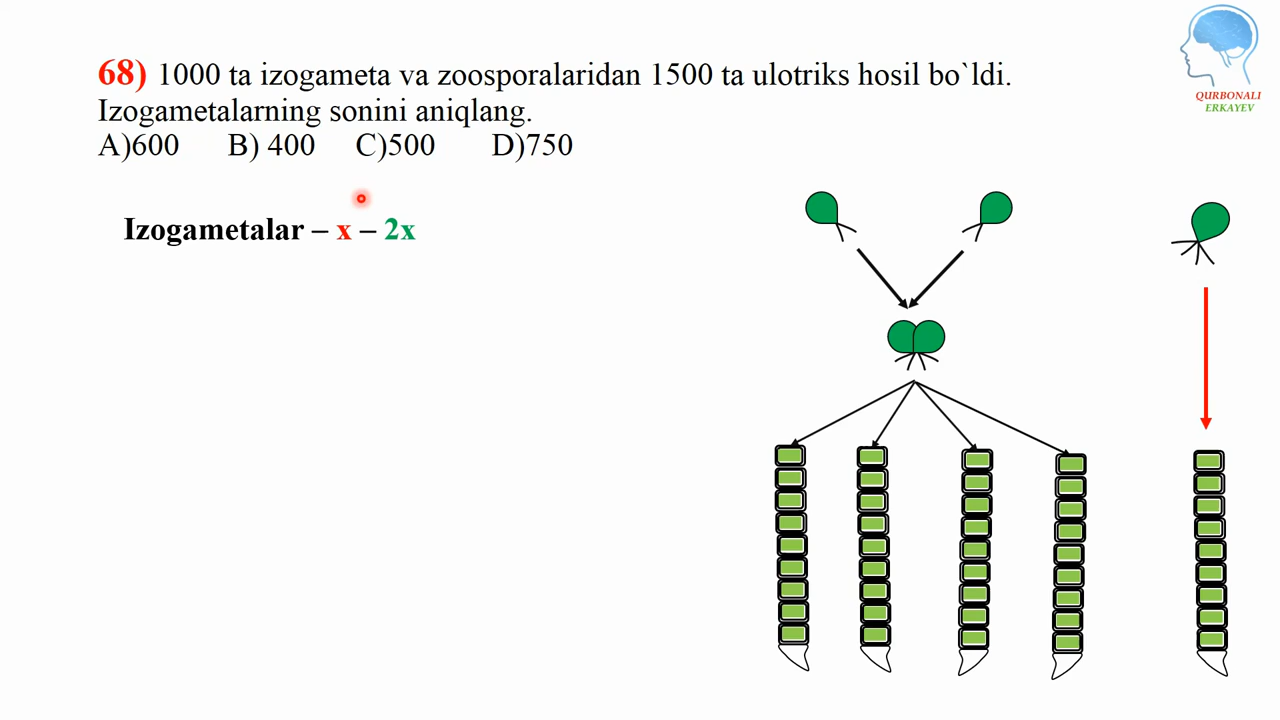 68) 1000 ta izogameta va zoosporalaridan 1500 ta ulotriks hosil bo`ldi.
Izogametalarning sonini aniqlang.
A)600 B) 400 C)500 D)750
Izogametalar – x – 2x
QURBONALI
ERKAYEV